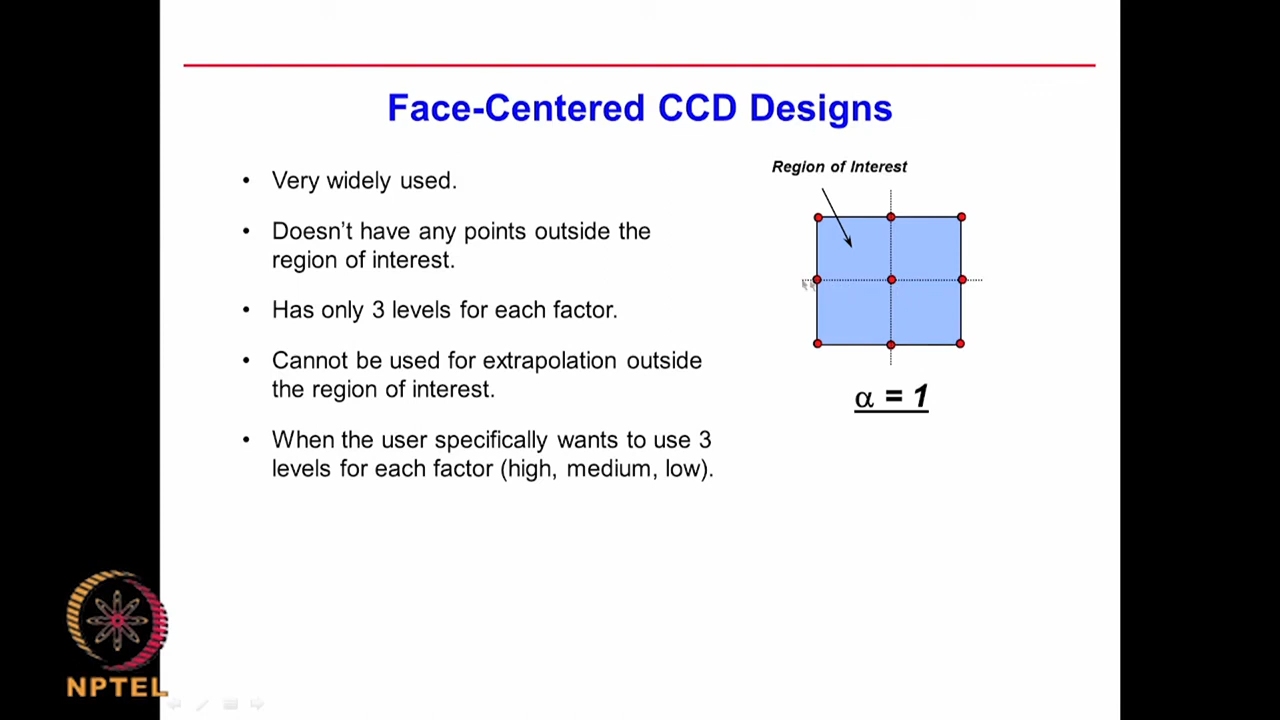 Face-Centered CCD Designs
• Very widely used.
• Doesn't have any points outside the
region of interest.
• Has only 3 levels for each factor.
• Cannot be used for extrapolation outside
the region of interest.
• When the user specifically wants to use 3
levels for each factor (high, medium, low).
Region of Interest
α = 1
NPTEL